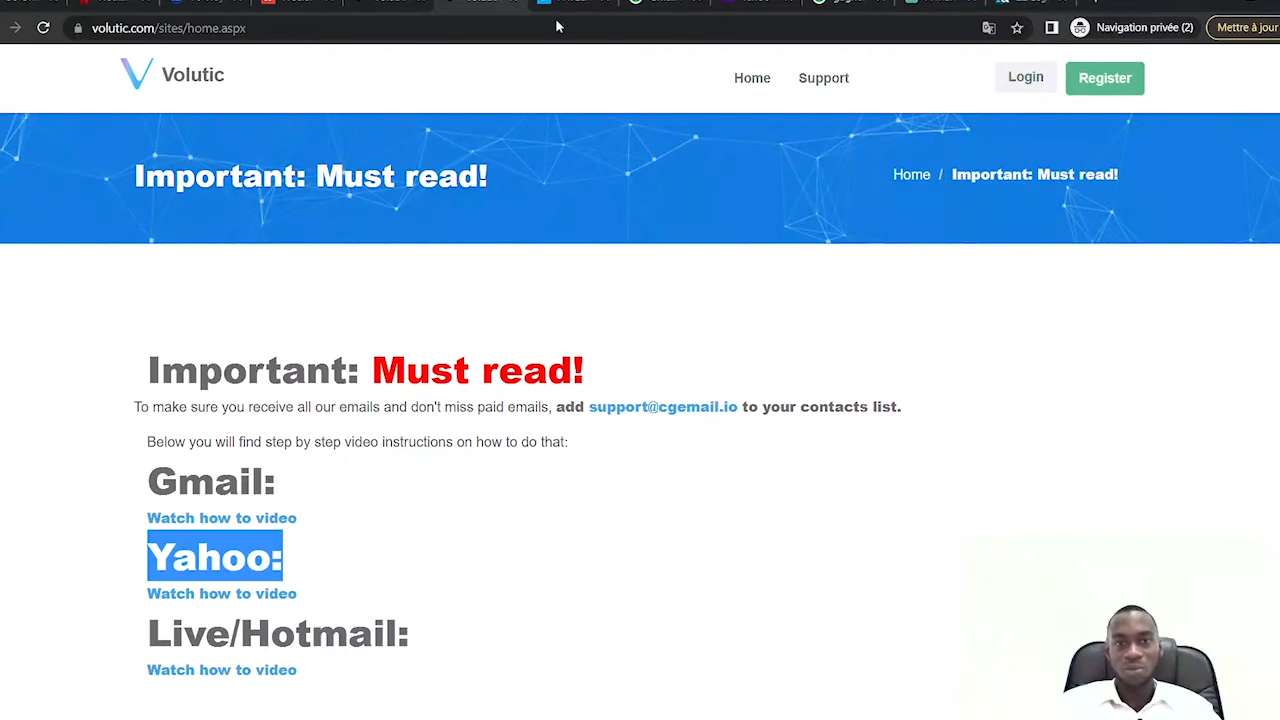 volutic.com/sites/home.aspx
Navigation privée (2)
Mettre à jour
Volutic
Home
Support
Login
Register
Important: Must read!
Home / Important: Must read!
Important: Must read!
To make sure you receive all our emails and don't miss paid emails, add support@cgemail.io to your contacts list.
Below you will find step by step video instructions on how to do that:
Gmail:
Watch how to video
Yahoo:
Watch how to video
Live/Hotmail:
Watch how to video